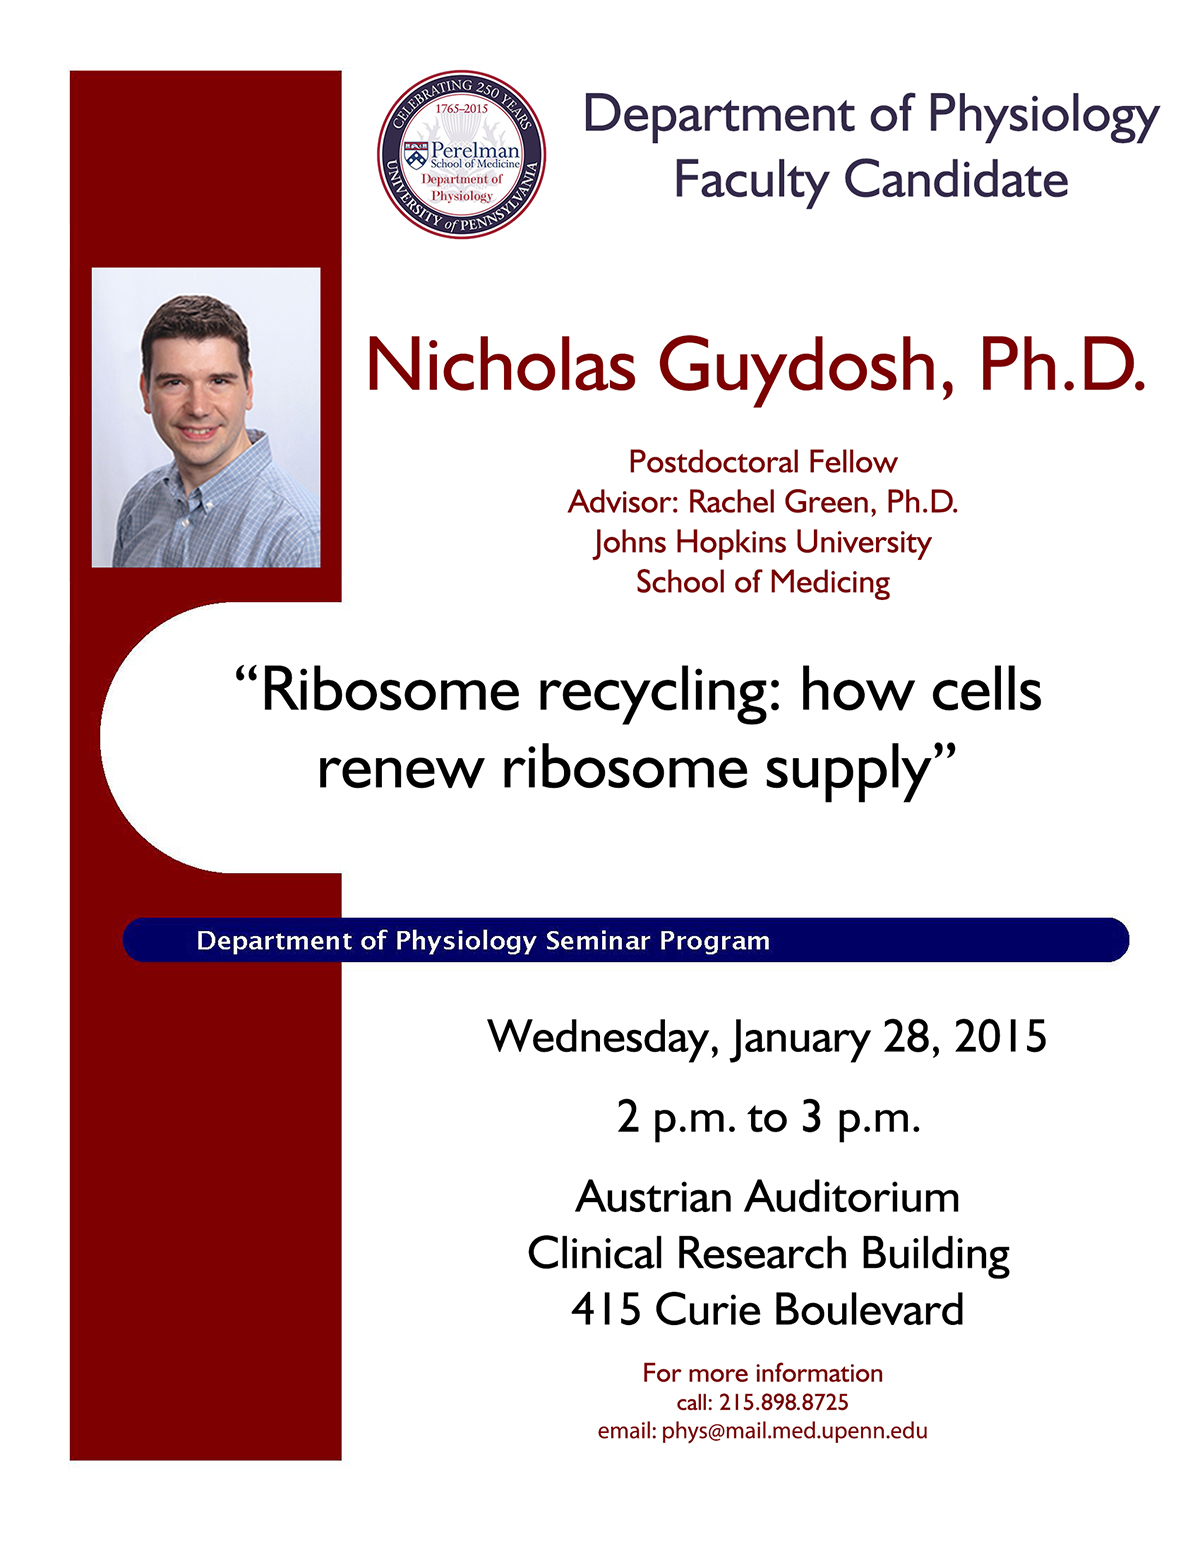 CELEBRATING 250 YEARS
1765–2015
Perelman
School of Medicine
Department of
Physiology
UNIVERSITY of PENNSYLVANIA
Department of Physiology
Faculty Candidate
Nicholas Guydosh, Ph.D.
Postdoctoral Fellow
Advisor: Rachel Green, Ph.D.
Johns Hopkins University
School of Medicing
“Ribosome recycling: how cells
renew ribosome supply”
Department of Physiology Seminar Program
Wednesday, January 28, 2015
2 p.m. to 3 p.m.
Austrian Auditorium
Clinical Research Building
415 Curie Boulevard
For more information
call: 215.898.8725
email: phys@mail.med.upenn.edu